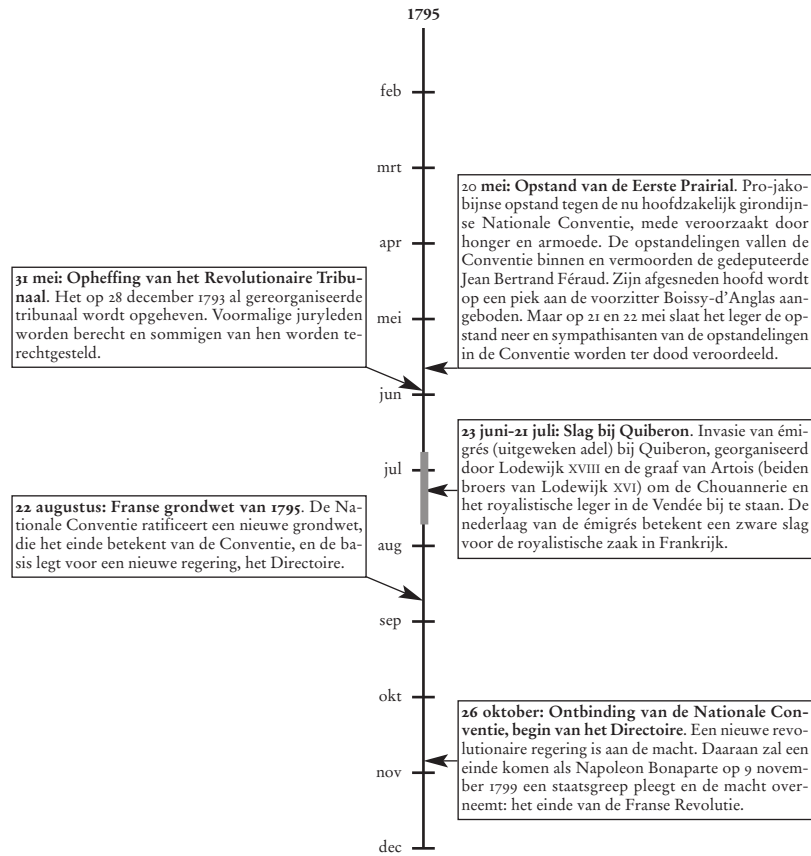 1795
feb
mrt
20 mei: Opstand van de Eerste Prairial. Pro-jako-
bijnse opstand tegen de nu hoofdzakelijk girondijn-
se Nationale Conventie, mede veroorzaakt door
honger en armoede. De opstandelingen vallen de
Conventie binnen en vermoorden de gedeputeerde
Jean Bertrand Féraud. Zijn afgesneden hoofd wordt
op een piek aan de voorzitter Boissy-d'Anglas aan-
geboden. Maar op 21 en 22 mei slaat het leger de op-
stand neer en sympathisanten van de opstandelingen
in de Conventie worden ter dood veroordeeld.
apr
31 mei: Opheffing van het Revolutionaire Tribu-
naal. Het op 28 december 1793 al gereorganiseerde
tribunaal wordt opgeheven. Voormalige juryleden
worden berecht en sommigen van hen worden te-
rechtgesteld.
mei
jun
23 juni-21 juli: Slag bij Quiberon. Invasie van émi-
grés (uitgeweken adel) bij Quiberon, georganiseerd
door Lodewijk XVIII en de graaf van Artois (beiden
broers van Lodewijk XVI) om de Chouannerie en
het royalistische leger in de Vendée bij te staan. De
nederlaag van de émigrés betekent een zware slag
voor de royalistische zaak in Frankrijk.
jul
22 augustus: Franse grondwet van 1795. De Na-
tionale Conventie ratificeert een nieuwe grondwet,
die het einde betekent van de Conventie, en de ba-
sis legt voor een nieuwe regering, het Directoire.
aug
sep
okt
26 oktober: Ontbinding van de Nationale Con-
ventie, begin van het Directoire. Een nieuwe revo-
lutionaire regering is aan de macht. Daaraan zal een
einde komen als Napoleon Bonaparte op 9 novem-
ber 1799 een staatsgreep pleegt en de macht over-
neemt: het einde van de Franse Revolutie.
nov
dec